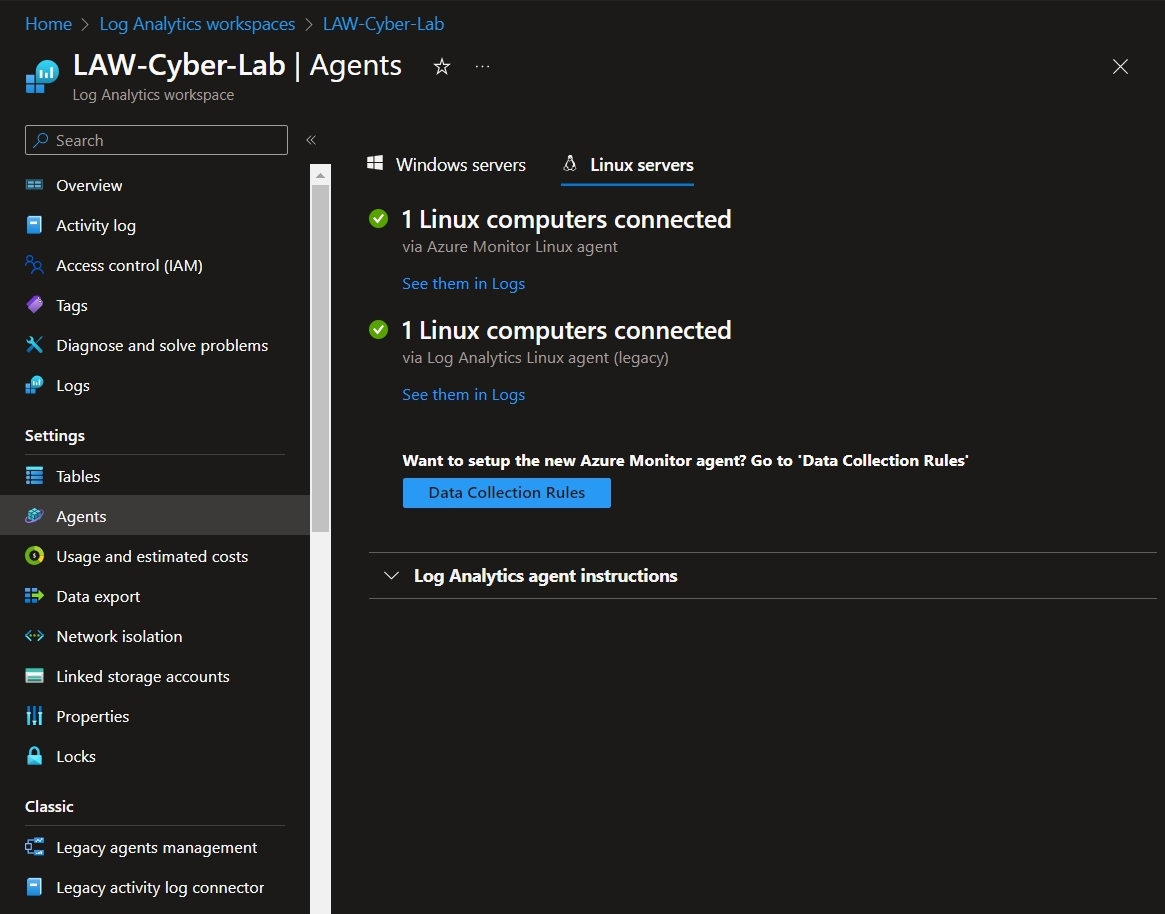 Home > Log Analytics workspaces > LAW-Cyber-Lab
LAW-Cyber-Lab | Agents
Log Analytics workspace
Search
Overview
Activity log
Access control (IAM)
Tags
Diagnose and solve problems
Logs
Settings
Tables
Agents
Usage and estimated costs
Data export
Network isolation
Linked storage accounts
Properties
Locks
Classic
Legacy agents management
Legacy activity log connector
Windows servers
Linux servers
1 Linux computers connected
via Azure Monitor Linux agent
See them in Logs
1 Linux computers connected
via Log Analytics Linux agent (legacy)
See them in Logs
Want to setup the new Azure Monitor agent? Go to 'Data Collection Rules'
Data Collection Rules
Log Analytics agent instructions